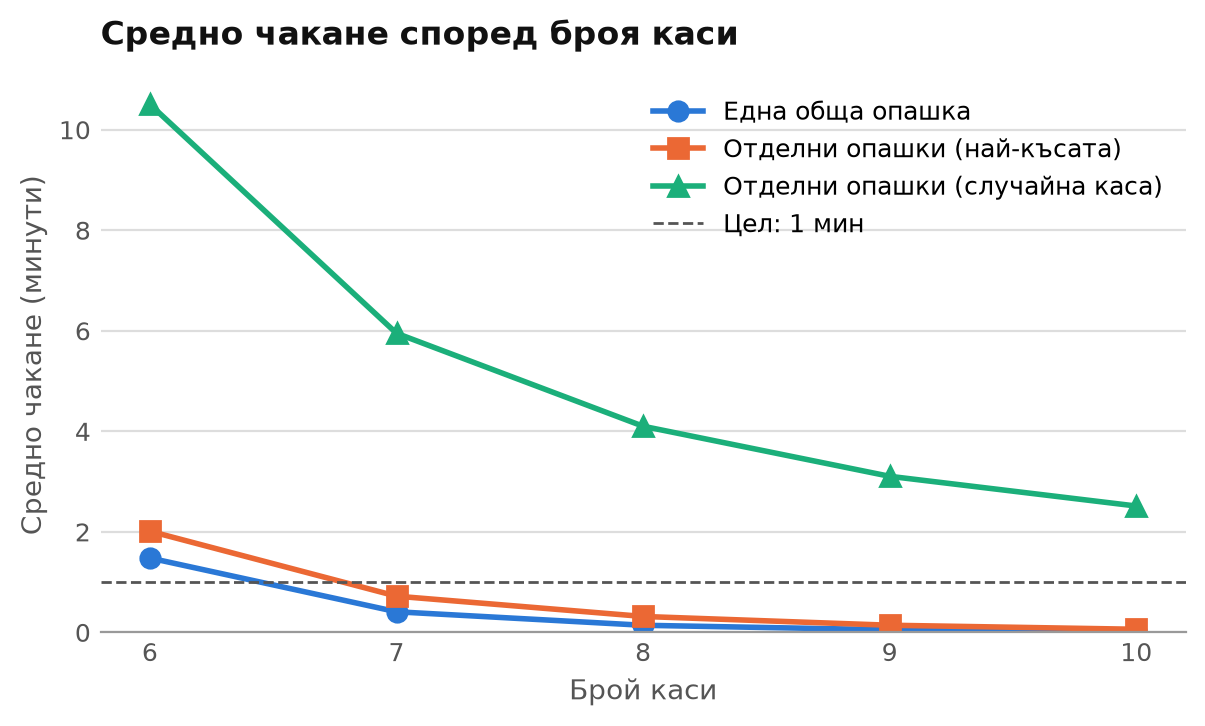 Средно чакане според броя каси
Една обща опашка
Отделни опашки (най-късата)
Отделни опашки (случайна каса)
Цел: 1 мин
Средно чакане (минути)
10
8
6
4
2
0
6 7 8 9 10
Брой каси